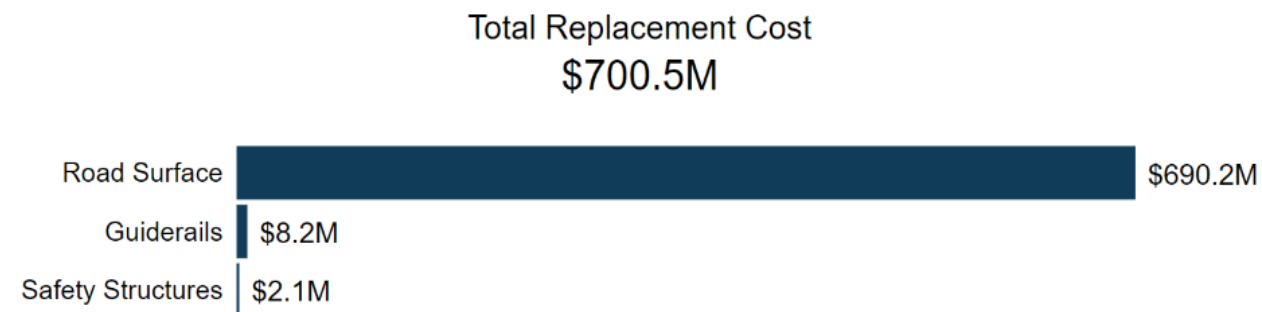 Total Replacement Cost
$700.5M
Road Surface $690.2M
Guiderails $8.2M
Safety Structures $2.1M